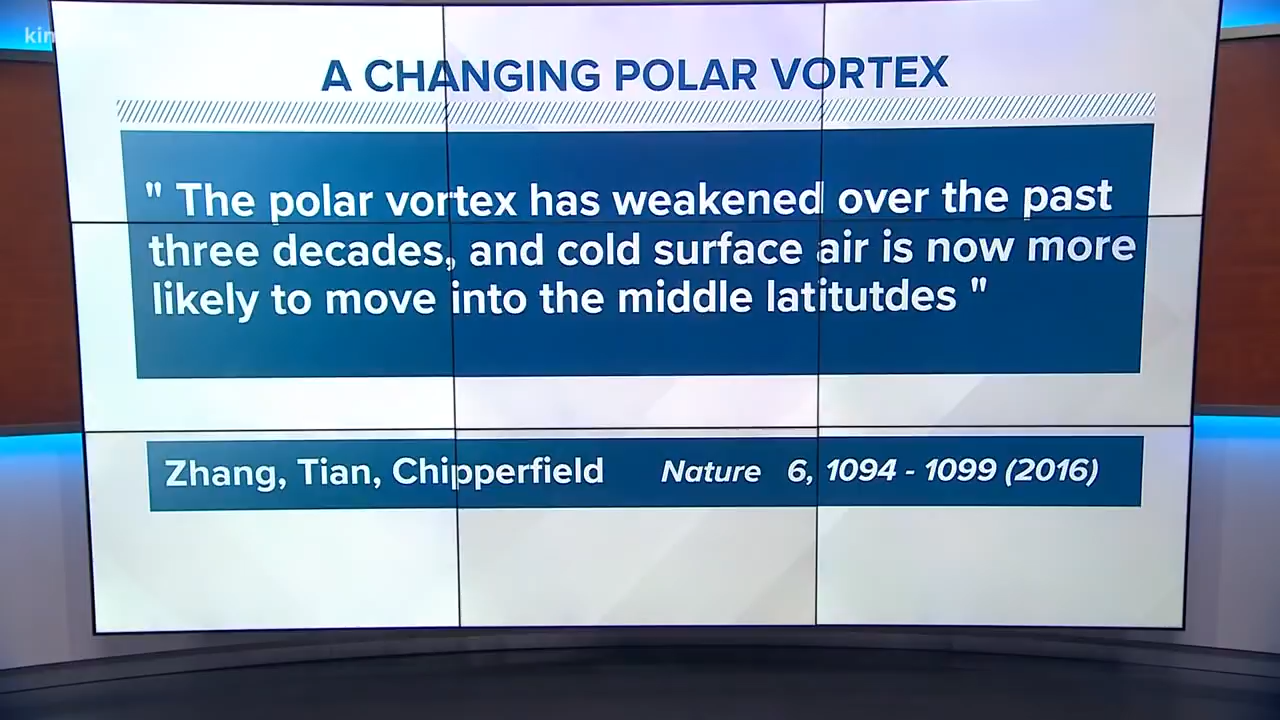 A CHANGING POLAR VORTEX
" The polar vortex has weakened over the past
three decades, and cold surface air is now more
likely to move into the middle latitutdes "
Zhang, Tian, Chipperfield Nature 6, 1094 - 1099 (2016)